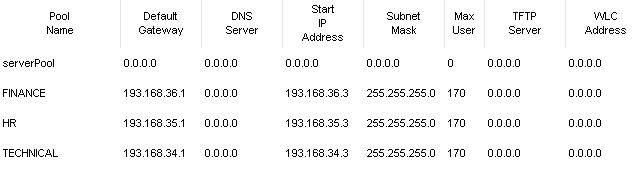 Pool Name Default Gateway DNS Server Start IP Address Subnet Mask Max User TFTP Server WLC Address
serverPool 0.0.0.0 0.0.0.0 0.0.0.0 0.0.0.0 0 0.0.0.0 0.0.0.0
FINANCE 193.168.36.1 0.0.0.0 193.168.36.3 255.255.255.0 170 0.0.0.0 0.0.0.0
HR 193.168.35.1 0.0.0.0 193.168.35.3 255.255.255.0 170 0.0.0.0 0.0.0.0
TECHNICAL 193.168.34.1 0.0.0.0 193.168.34.3 255.255.255.0 170 0.0.0.0 0.0.0.0